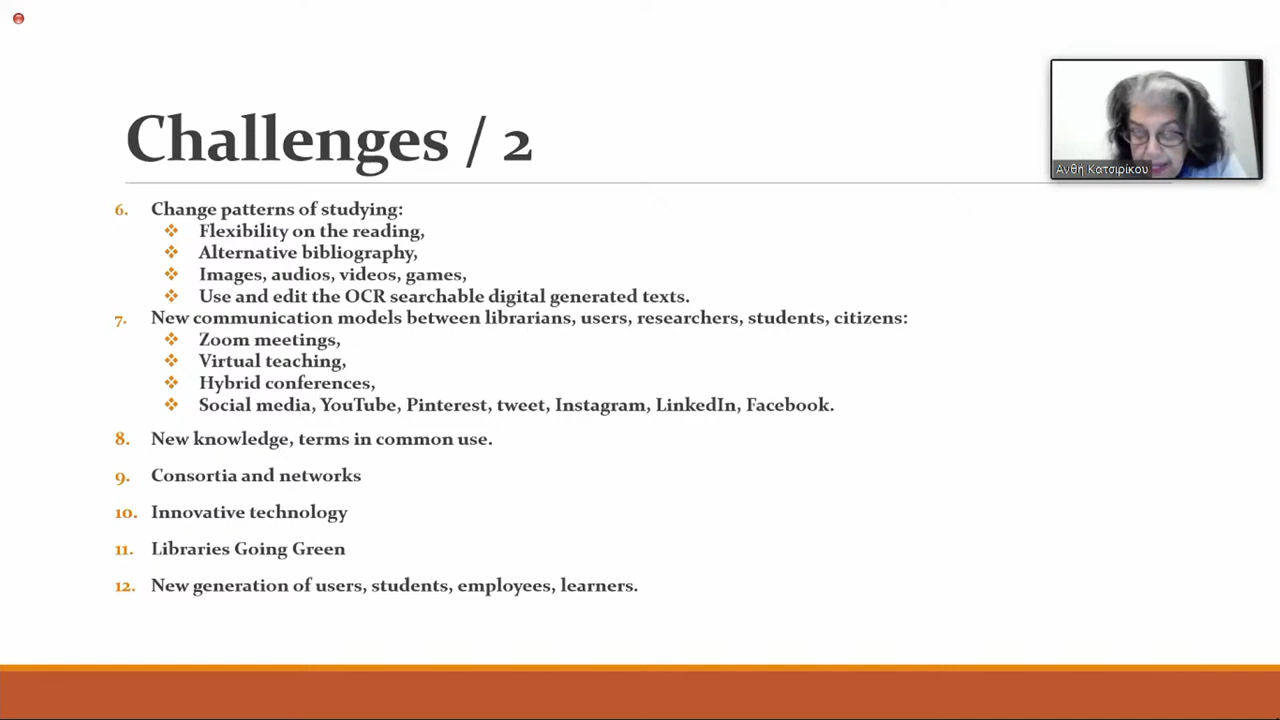 Challenges / 2
Ανθή Κατσιρίκου
6. Change patterns of studying:
❖ Flexibility on the reading,
❖ Alternative bibliography,
❖ Images, audios, videos, games,
❖ Use and edit the OCR searchable digital generated texts.
7. New communication models between librarians, users, researchers, students, citizens:
❖ Zoom meetings,
❖ Virtual teaching,
❖ Hybrid conferences,
❖ Social media, YouTube, Pinterest, tweet, Instagram, LinkedIn, Facebook.
8. New knowledge, terms in common use.
9. Consortia and networks
10. Innovative technology
11. Libraries Going Green
12. New generation of users, students, employees, learners.